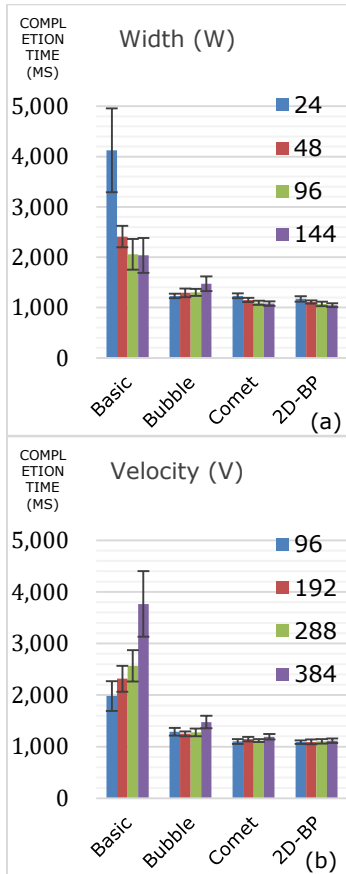 COMPL
ETION
TIME
(MS)
Width (W)
5,000
4,000
3,000
2,000
1,000
0
24
48
96
144
Basic
Bubble
Comet
2D-BP
(a)
COMPL
ETION
TIME
(MS)
Velocity (V)
5,000
4,000
3,000
2,000
1,000
0
96
192
288
384
Basic
Bubble
Comet
2D-BP
(b)